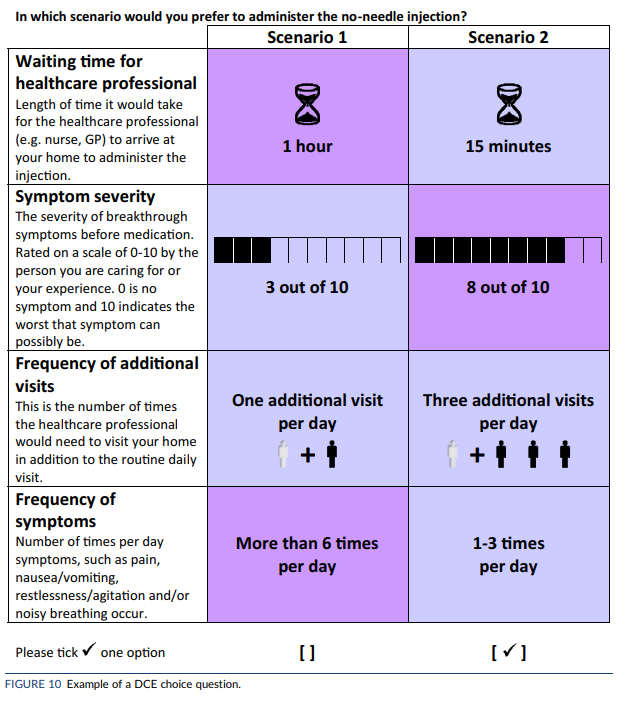 In which scenario would you prefer to administer the no-needle injection?
Scenario 1
Scenario 2
Waiting time for
healthcare professional
Length of time it would take
for the healthcare professional
(e.g. nurse, GP) to arrive at
your home to administer the
injection.
1 hour
15 minutes
Symptom severity
The severity of breakthrough
symptoms before medication.
Rated on a scale of 0-10 by the
person you are caring for or
your experience. 0 is no
symptom and 10 indicates the
worst that symptom can
possibly be.
3 out of 10
8 out of 10
Frequency of additional
visits
This is the number of times
the healthcare professional
would need to visit your home
in addition to the routine daily
visit.
One additional visit
per day
+
Three additional visits
per day
+
Frequency of
symptoms
Number of times per day
symptoms, such as pain,
nausea/vomiting,
restlessness/agitation and/or
noisy breathing occur.
More than 6 times
per day
1-3 times
per day
Please tick ✓ one option
[ ]
[ ✓ ]
FIGURE 10 Example of a DCE choice question.